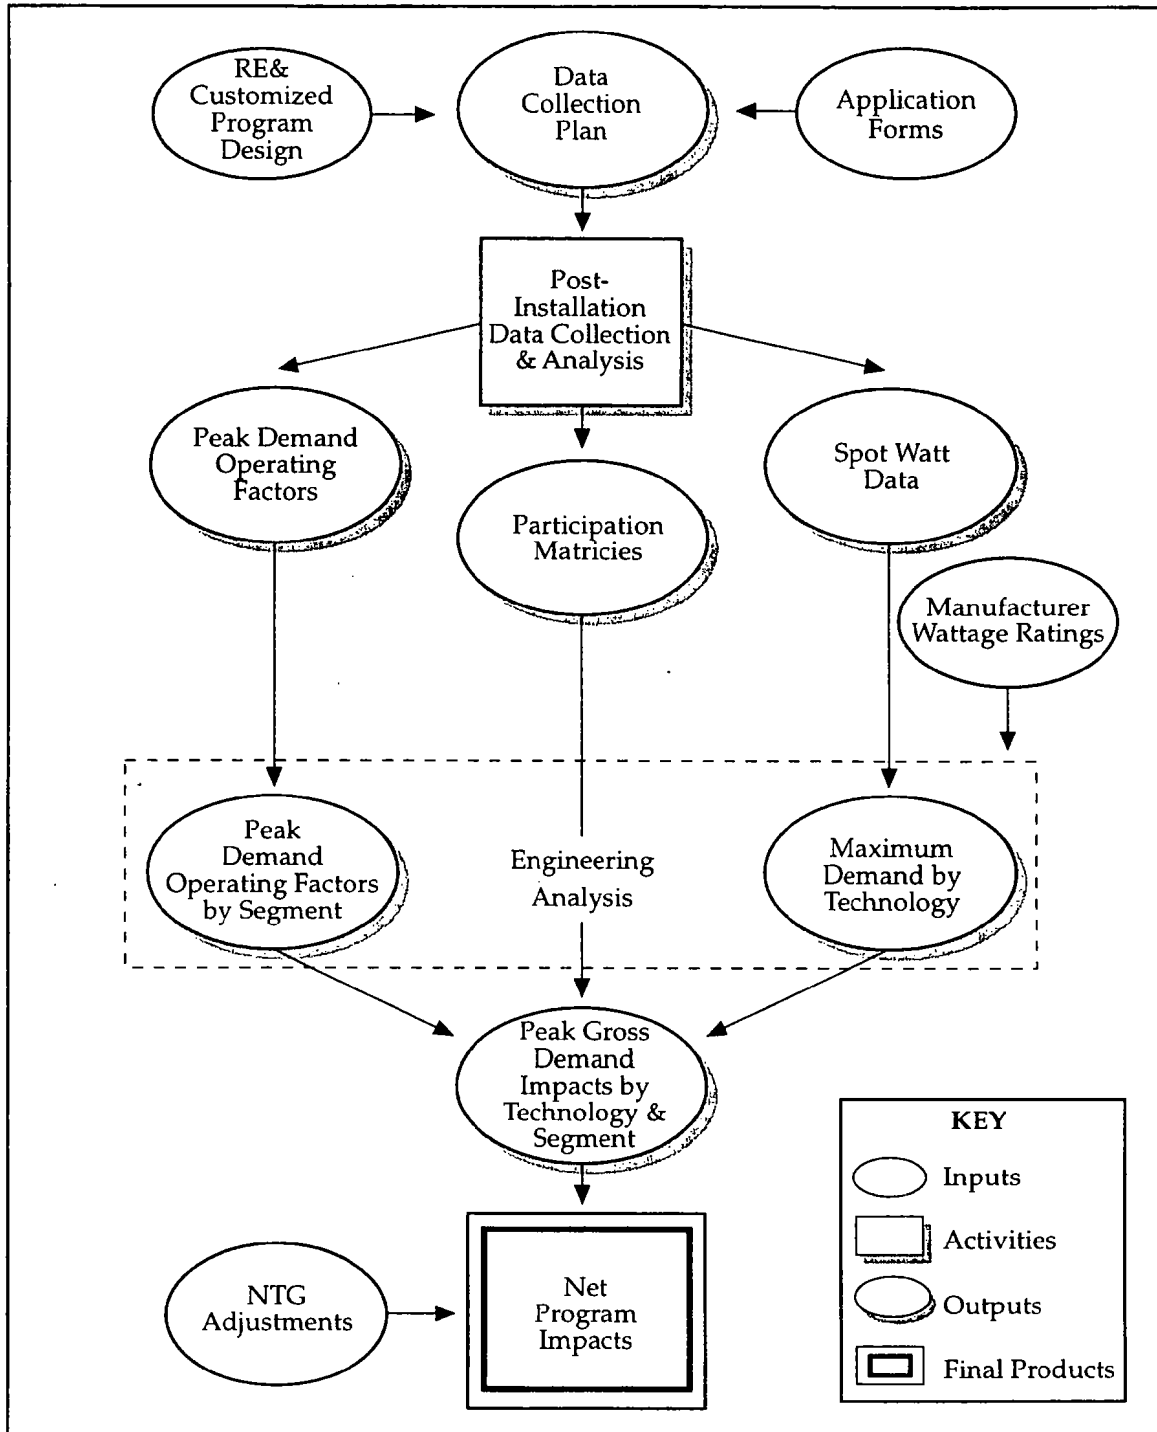 RE&
Customized
Program
Design
Data
Collection
Plan
Application
Forms
Post-
Installation
Data Collection
& Analysis
Peak Demand
Operating
Factors
Participation
Matricies
Spot Watt
Data
Manufacturer
Wattage Ratings
Peak
Demand
Operating Factors
by Segment
Engineering
Analysis
Maximum
Demand by
Technology
Peak Gross
Demand
Impacts by
Technology &
Segment
NTG
Adjustments
Net
Program
Impacts
KEY
Inputs
Activities
Outputs
Final Products